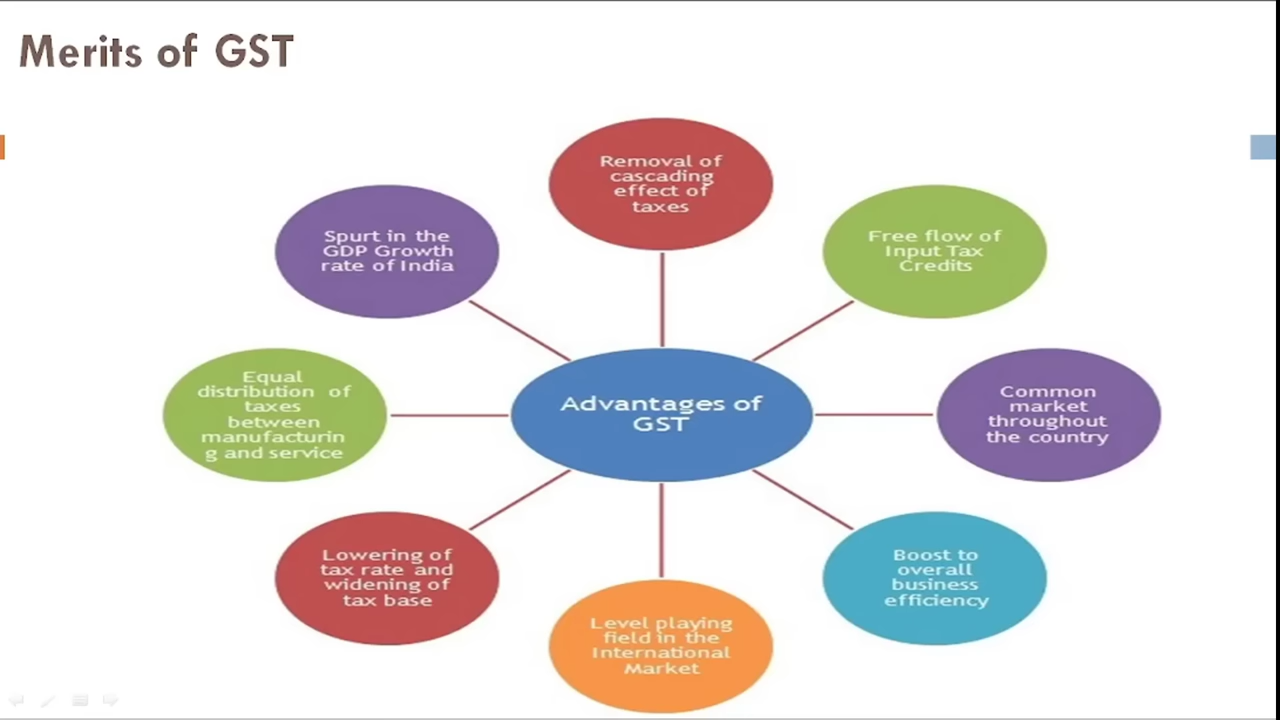 Merits of GST
Removal of
cascading
effect of
taxes
Free flow of
Input Tax
Credits
Common
market
throughout
the country
Boost to
overall
business
efficiency
Level playing
field in the
International
Market
Lowering of
tax rate and
widening of
tax base
Equal
distribution of
taxes
between
manufacturin
g and service
Spurt in the
GDP Growth
rate of India
Advantages of
GST